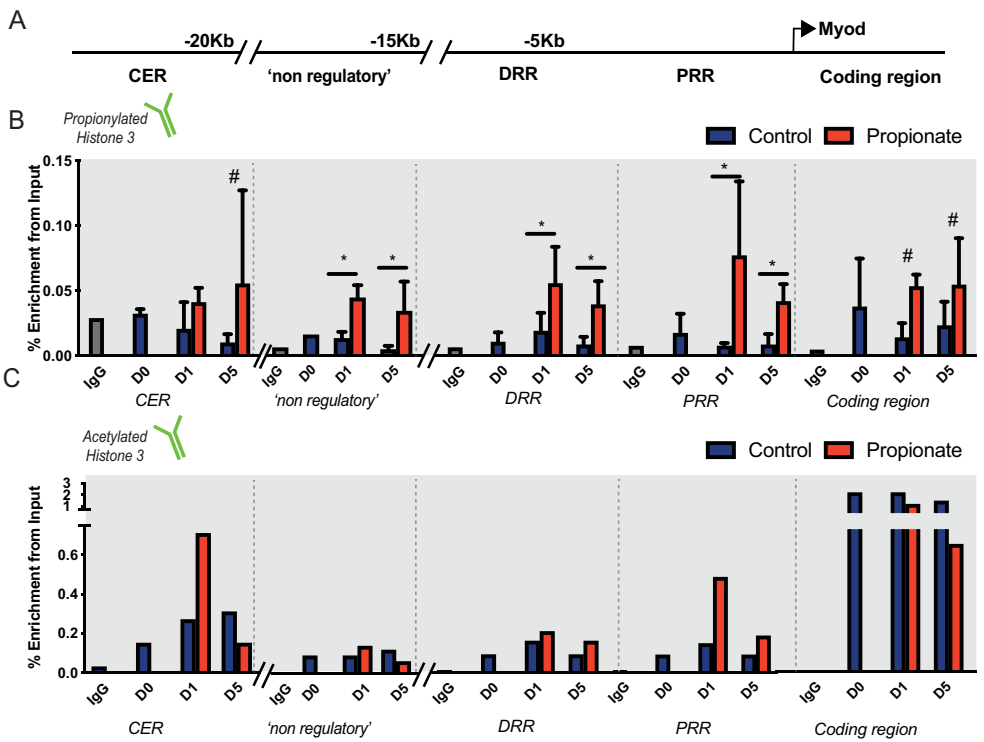 A
-20Kb -15Kb -5Kb Myod
CER 'non regulatory' DRR PRR Coding region
B
Propionylated
Histone 3
Control Propionate
% Enrichment from Input
0.15
0.10
0.05
0.00
# * * * * * * # #
IgG D0 D1 D5 IgG D0 D1 D5 IgG D0 D1 D5 IgG D0 D1 D5 IgG D0 D1 D5
CER 'non regulatory' DRR PRR Coding region
C
Acetylated
Histone 3
Control Propionate
% Enrichment from Input
3
2
1
0.6
0.4
0.2
0.0
IgG D0 D1 D5 IgG D0 D1 D5 IgG D0 D1 D5 IgG D0 D1 D5 IgG D0 D1 D5
CER 'non regulatory' DRR PRR Coding region